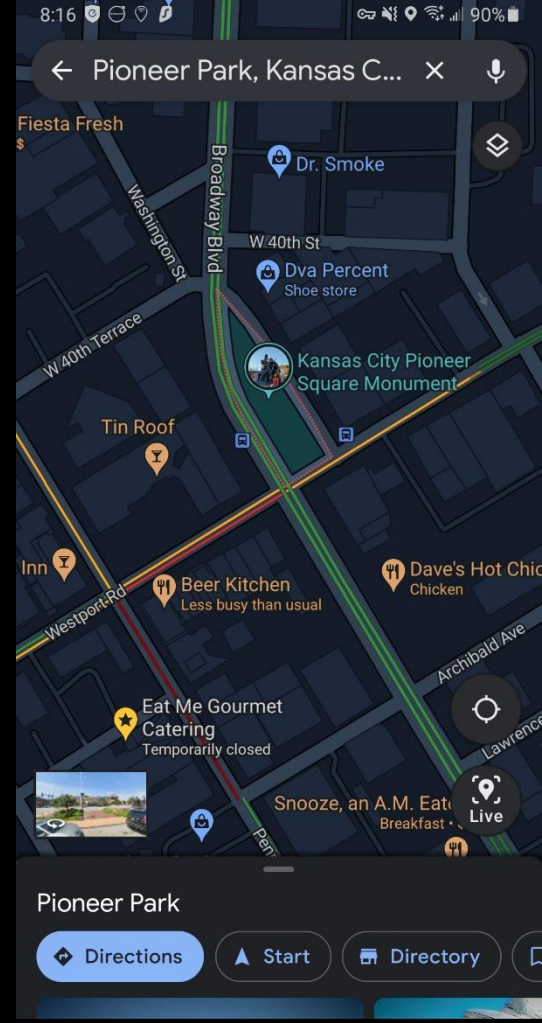 8:16
90%
Pioneer Park, Kansas C...
Fiesta Fresh
$
Broadway Blvd
Dr. Smoke
Washington St
W 40th St
Dva Percent
Shoe store
W 40th Terrace
Kansas City Pioneer
Square Monument
Tin Roof
Inn
Beer Kitchen
Less busy than usual
Dave's Hot Chic
Chicken
Westport Rd
Archibald Ave
Eat Me Gourmet
Catering
Temporarily closed
Lawrence
Snooze, an A.M. Eat
Breakfast •
Live
Penn
Pioneer Park
Directions
Start
Directory